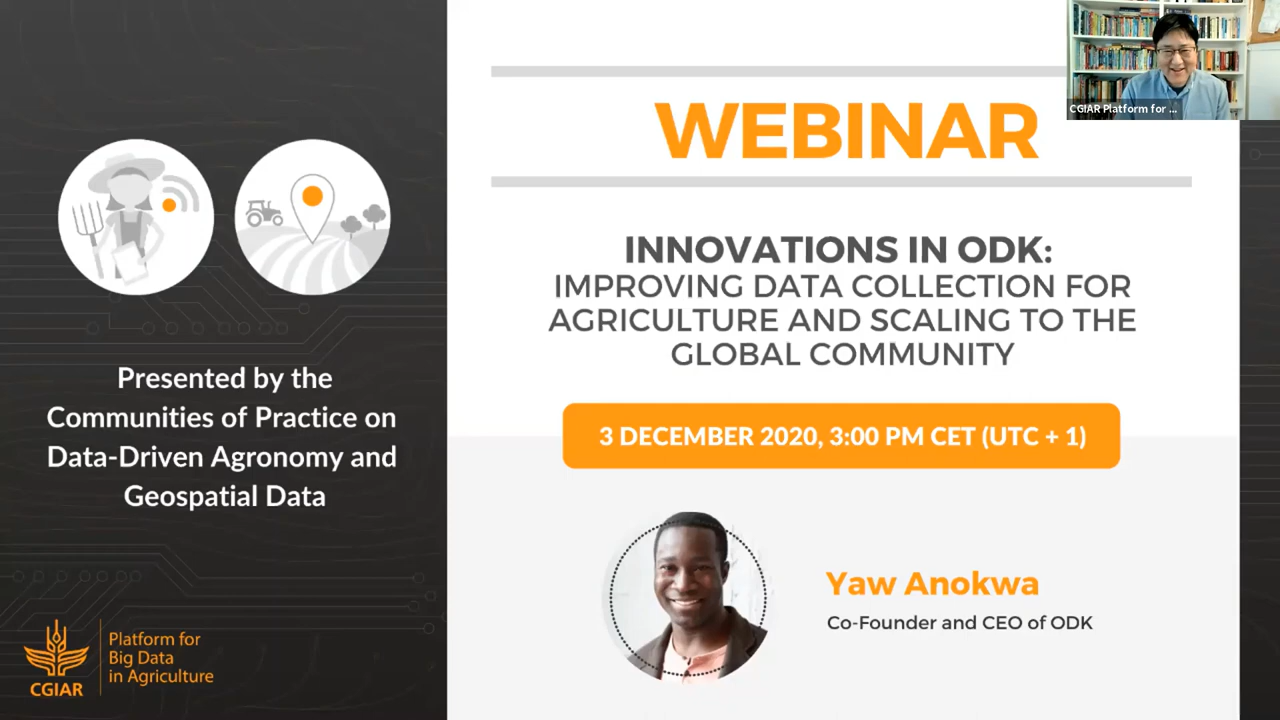 CGIAR Platform for ...
WEBINAR
INNOVATIONS IN ODK:
IMPROVING DATA COLLECTION FOR
AGRICULTURE AND SCALING TO THE
GLOBAL COMMUNITY
3 DECEMBER 2020, 3:00 PM CET (UTC + 1)
Presented by the
Communities of Practice on
Data-Driven Agronomy and
Geospatial Data
Yaw Anokwa
Co-Founder and CEO of ODK
CGIAR
Platform for
Big Data
in Agriculture